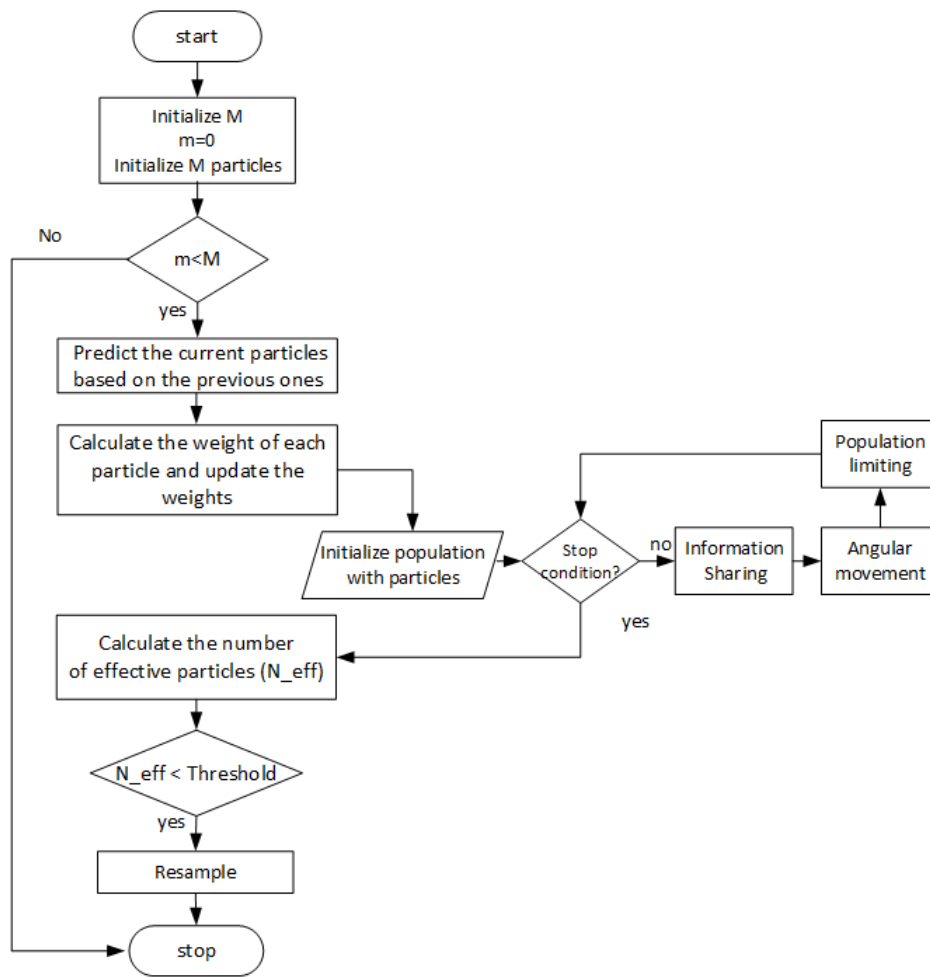 start
Initialize M
m=0
Initialize M particles
No
m<M
yes
Predict the current particles
based on the previous ones
Calculate the weight of each
particle and update the
weights
Population
limiting
Initialize population
with particles
Stop
condition?
no
Information
Sharing
Angular
movement
yes
Calculate the number
of effective particles (N_eff)
N_eff < Threshold
yes
Resample
stop